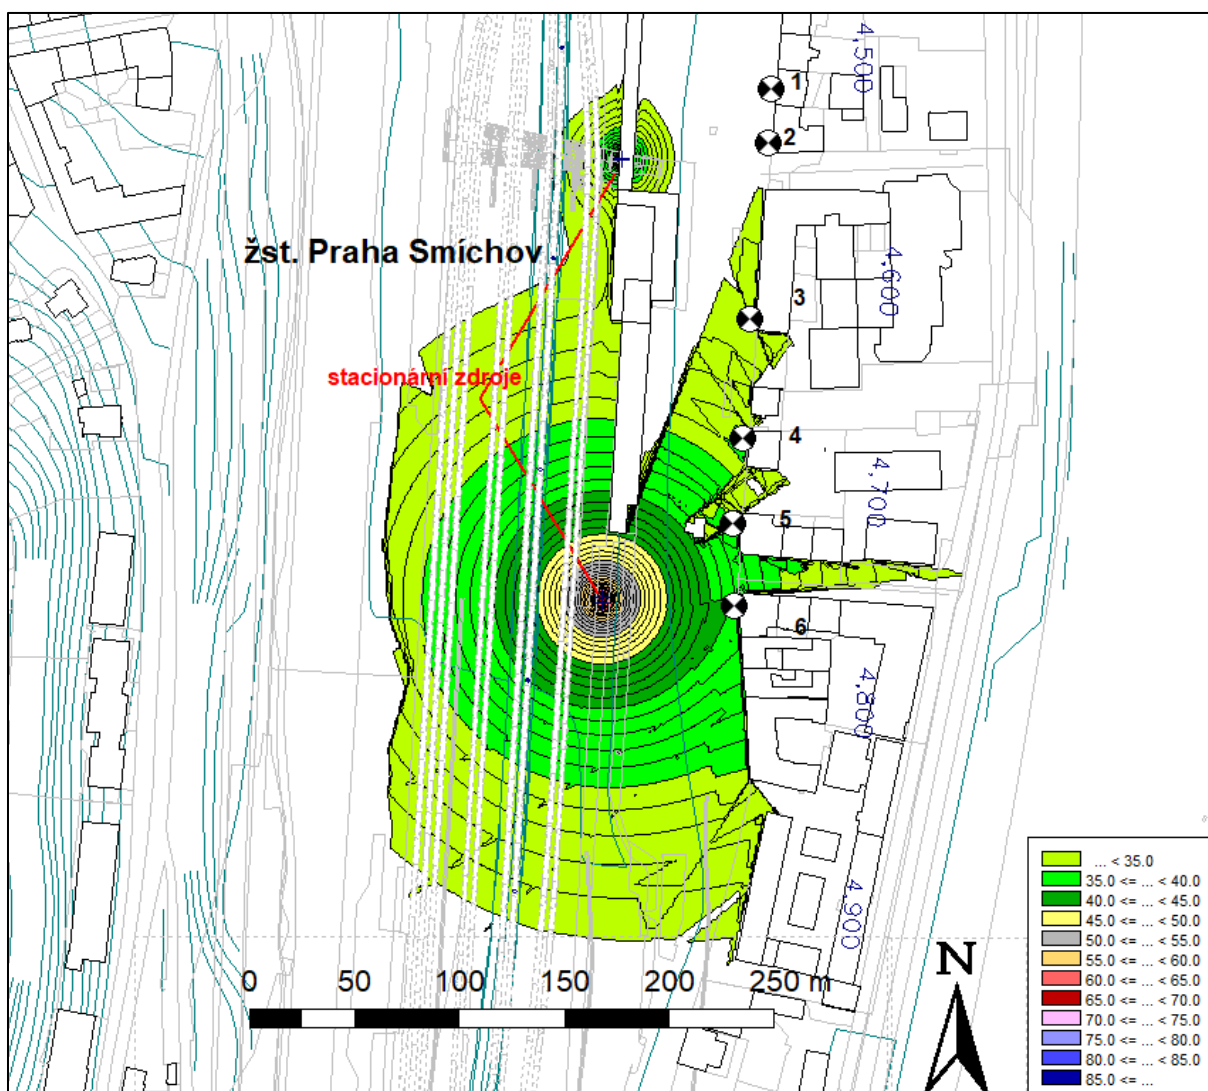 4,500
1
2
žst. Praha Smíchov
4,600
3
stacionární zdroje
4
4,700
5
6
4,800
4,900
... < 35.0
35.0 <= ... < 40.0
40.0 <= ... < 45.0
45.0 <= ... < 50.0
50.0 <= ... < 55.0
55.0 <= ... < 60.0
60.0 <= ... < 65.0
65.0 <= ... < 70.0
70.0 <= ... < 75.0
75.0 <= ... < 80.0
80.0 <= ... < 85.0
85.0 <= ...
N
0 50 100 150 200 250 m